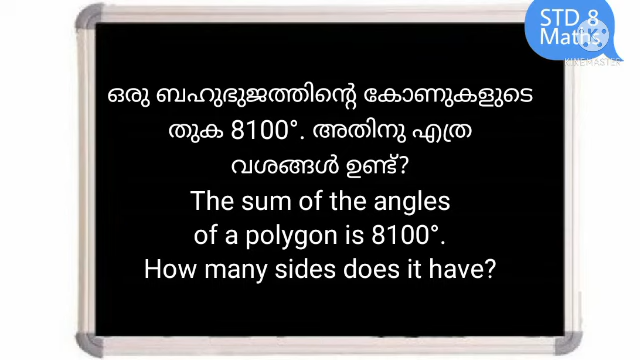 STD 8
Maths
KINEMASTER
ഒരു ബഹുഭുജത്തിന്റെ കോണുകളുടെ
തുക 8100°. അതിനു എത്ര
വശങ്ങൾ ഉണ്ട്?
The sum of the angles
of a polygon is 8100°.
How many sides does it have?